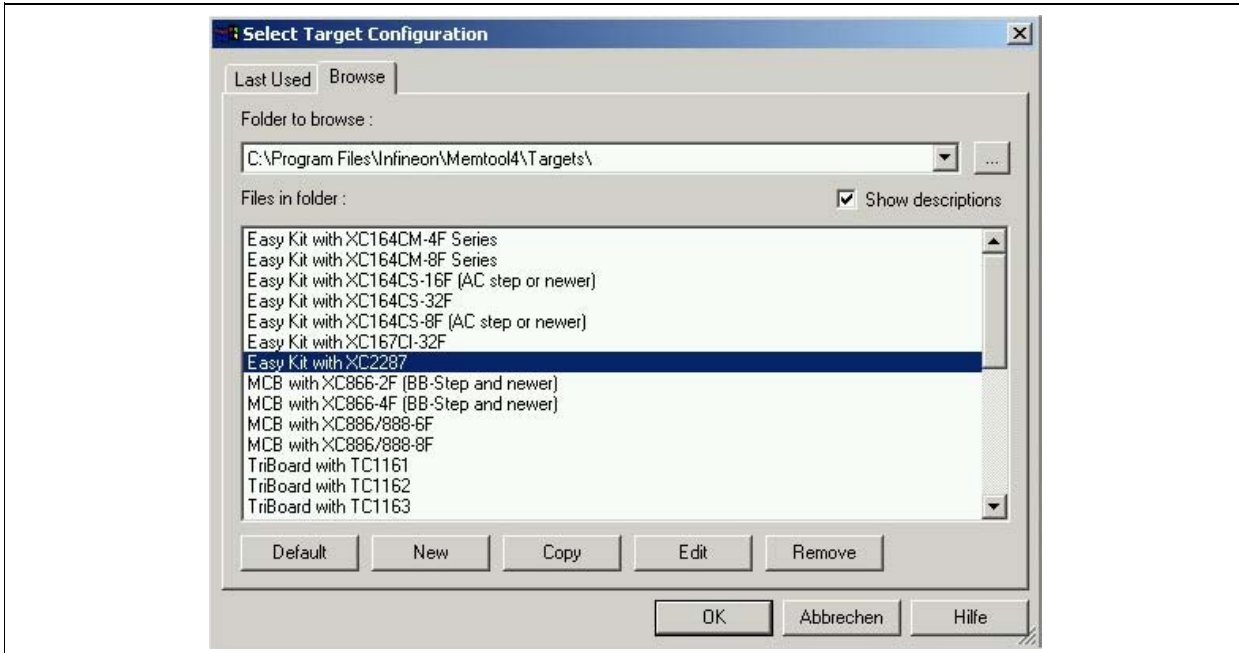 Select Target Configuration
Last Used Browse
Folder to browse :
C:\Program Files\Infineon\Memtool4\Targets\
...
Files in folder :
Show descriptions
Easy Kit with XC164CM-4F Series
Easy Kit with XC164CM-8F Series
Easy Kit with XC164CS-16F (AC step or newer)
Easy Kit with XC164CS-32F
Easy Kit with XC164CS-8F (AC step or newer)
Easy Kit with XC167CI-32F
Easy Kit with XC2287
MCB with XC866-2F (BB-Step and newer)
MCB with XC866-4F (BB-Step and newer)
MCB with XC886/888-6F
MCB with XC886/888-8F
TriBoard with TC1161
TriBoard with TC1162
TriBoard with TC1163
Default New Copy Edit Remove
OK Abbrechen Hilfe